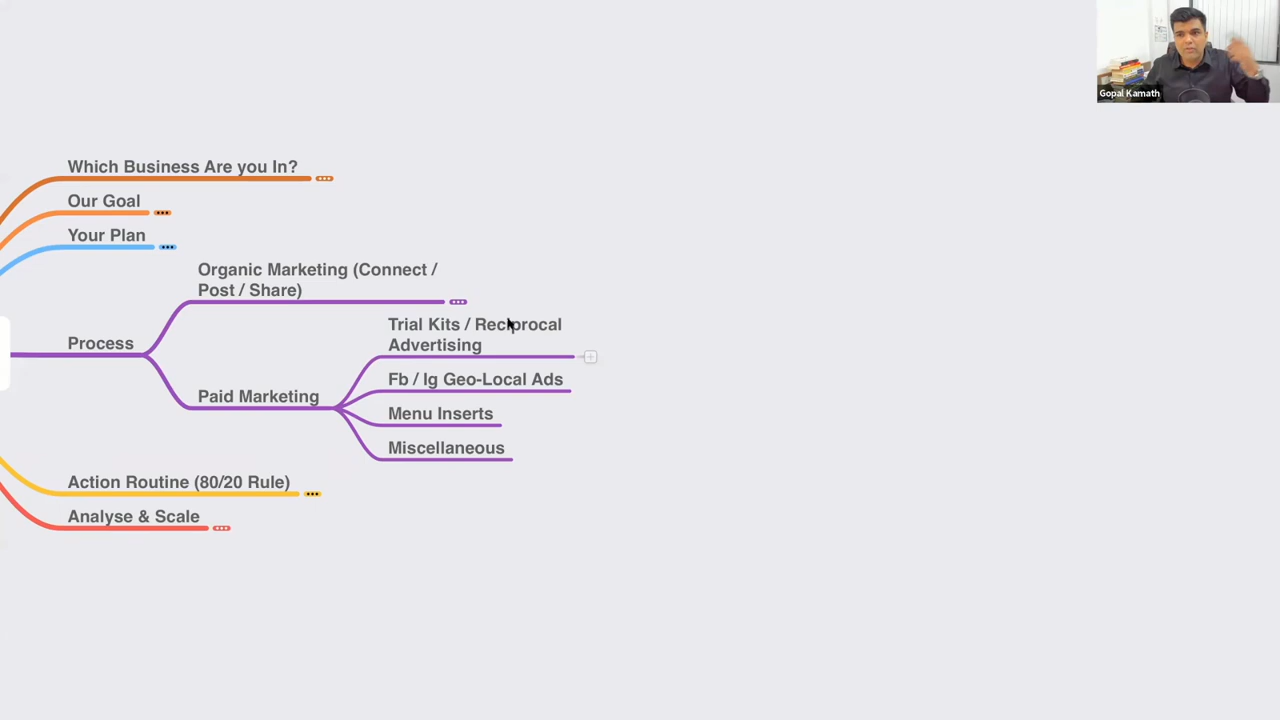 Gopal Kamath
Which Business Are you In?
Our Goal
Your Plan
Organic Marketing (Connect /
Post / Share)
Trial Kits / Reciprocal
Advertising
Process
Fb / Ig Geo-Local Ads
Paid Marketing
Menu Inserts
Miscellaneous
Action Routine (80/20 Rule)
Analyse & Scale